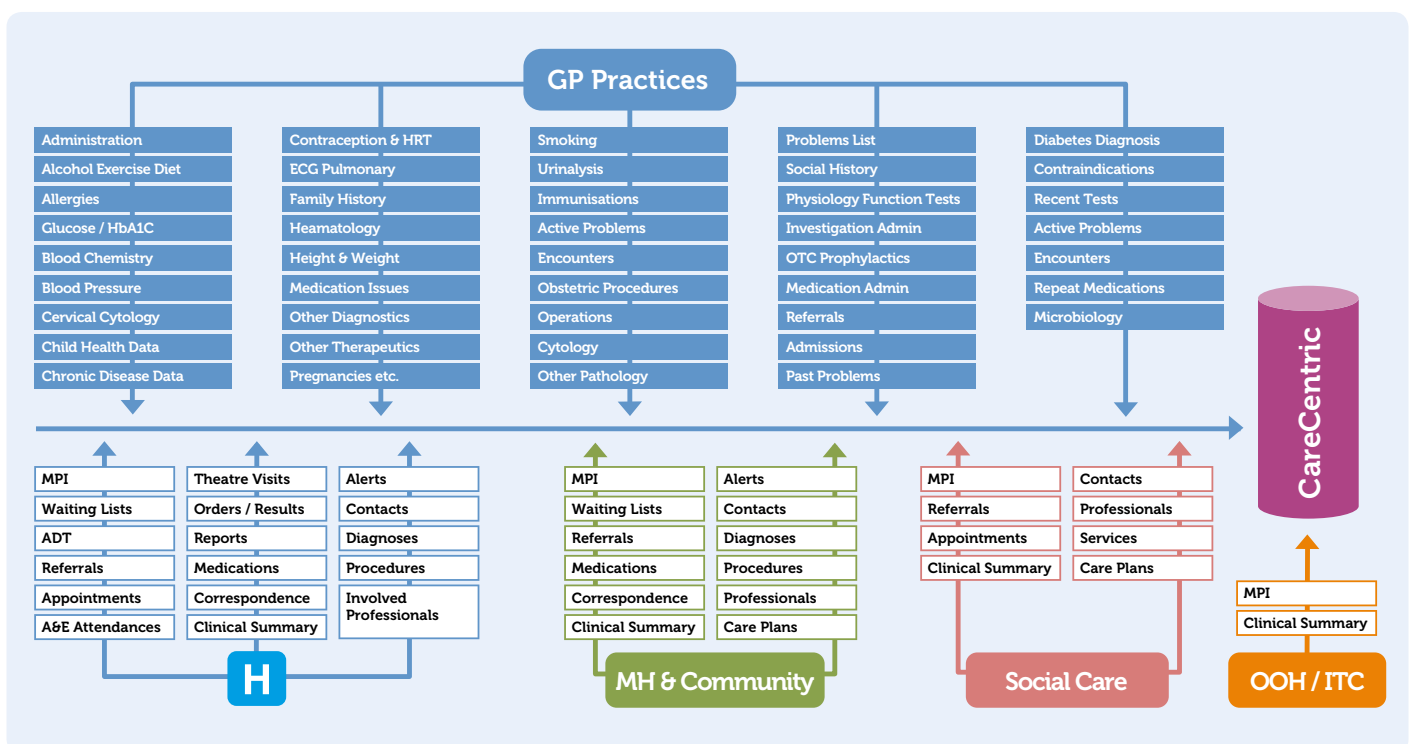 GP Practices
Administration
Alcohol Exercise Diet
Allergies
Glucose / HbA1C
Blood Chemistry
Blood Pressure
Cervical Cytology
Child Health Data
Chronic Disease Data
Contraception & HRT
ECG Pulmonary
Family History
Heamatology
Height & Weight
Medication Issues
Other Diagnostics
Other Therapeutics
Pregnancies etc.
Smoking
Urinalysis
Immunisations
Active Problems
Encounters
Obstetric Procedures
Operations
Cytology
Other Pathology
Problems List
Social History
Physiology Function Tests
Investigation Admin
OTC Prophylactics
Medication Admin
Referrals
Admissions
Past Problems
Diabetes Diagnosis
Contraindications
Recent Tests
Active Problems
Encounters
Repeat Medications
Microbiology
CareCentric
MPI
Waiting Lists
ADT
Referrals
Appointments
A&E Attendances
Theatre Visits
Orders / Results
Reports
Medications
Correspondence
Clinical Summary
Alerts
Contacts
Diagnoses
Procedures
Involved
Professionals
H
MPI
Waiting Lists
Referrals
Medications
Correspondence
Clinical Summary
Alerts
Contacts
Diagnoses
Procedures
Professionals
Care Plans
MH & Community
MPI
Referrals
Appointments
Clinical Summary
Contacts
Professionals
Services
Care Plans
Social Care
MPI
Clinical Summary
OOH / ITC